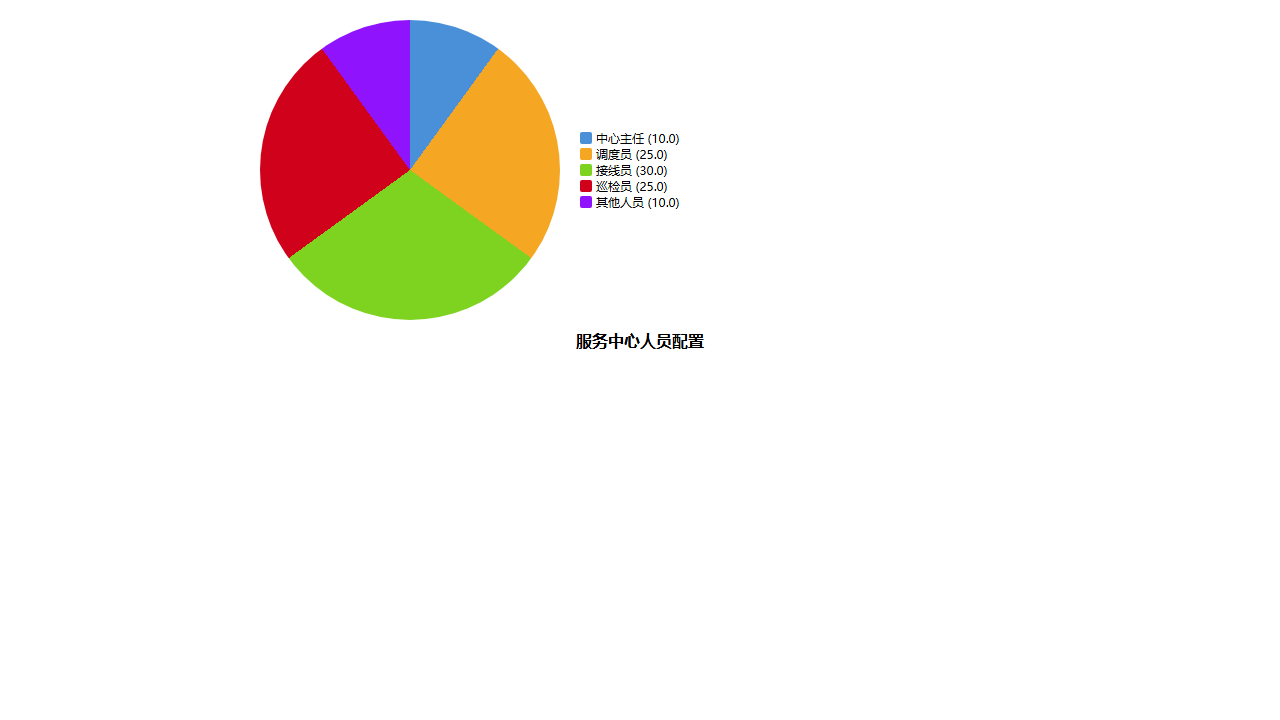 中心主任 (10.0)
调度员 (25.0)
接线员 (30.0)
巡检员 (25.0)
其他人员 (10.0)
服务中心人员配置